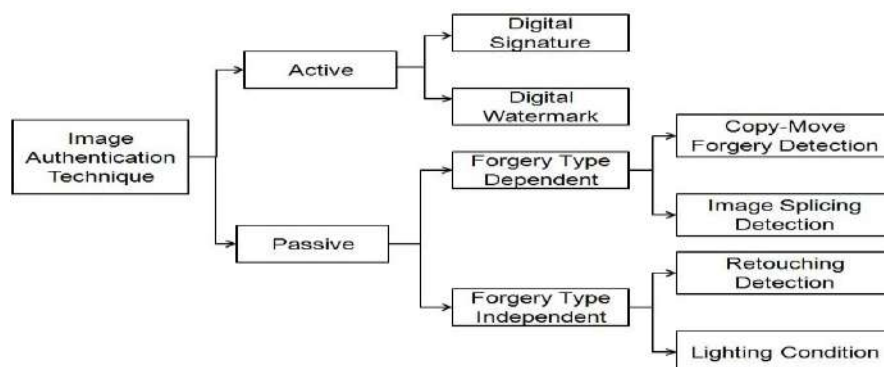 Digital
Signature
Active
Digital
Watermark
Image
Authentication
Technique
Copy-Move
Forgery Detection
Forgery Type
Dependent
Image Splicing
Detection
Passive
Retouching
Detection
Forgery Type
Independent
Lighting Condition